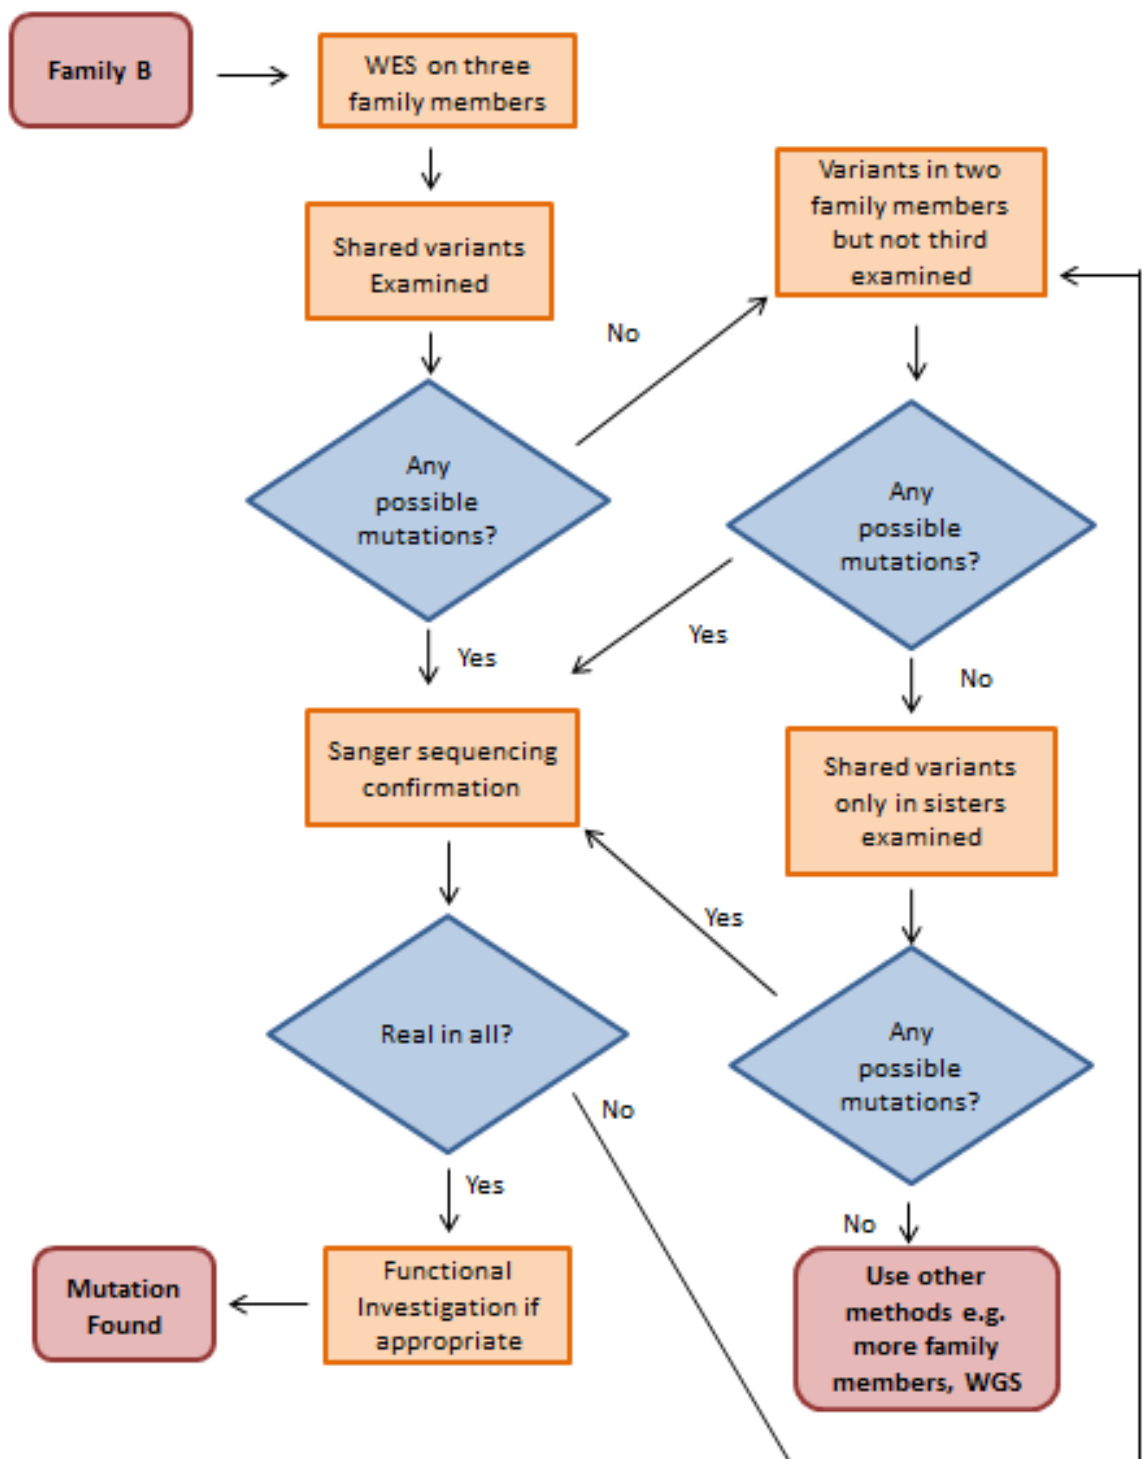 Family B
WES on three
family members
Shared variants
Examined
Variants in two
family members
but not third
examined
No
Any
possible
mutations?
Any
possible
mutations?
Yes
Yes
No
Sanger sequencing
confirmation
Shared variants
only in sisters
examined
Yes
Real in all?
Any
possible
mutations?
No
Yes
No
Mutation
Found
Functional
Investigation if
appropriate
Use other
methods e.g.
more family
members, WGS